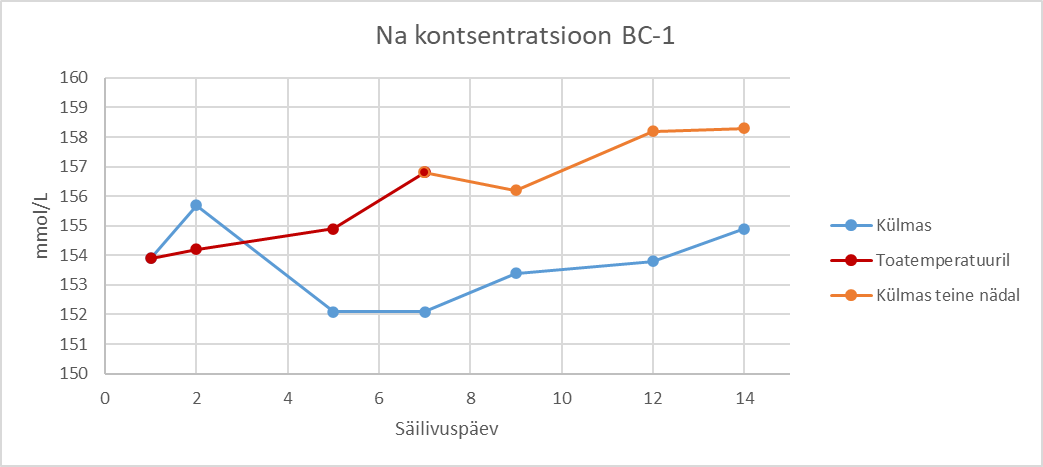 Na kontsentratsioon BC-1
160
159
158
157
156
155
154
153
152
151
150
mmol/L
0 2 4 6 8 10 12 14
Säilivuspäev
Külmas
Toatemperatuuril
Külmas teine nädal